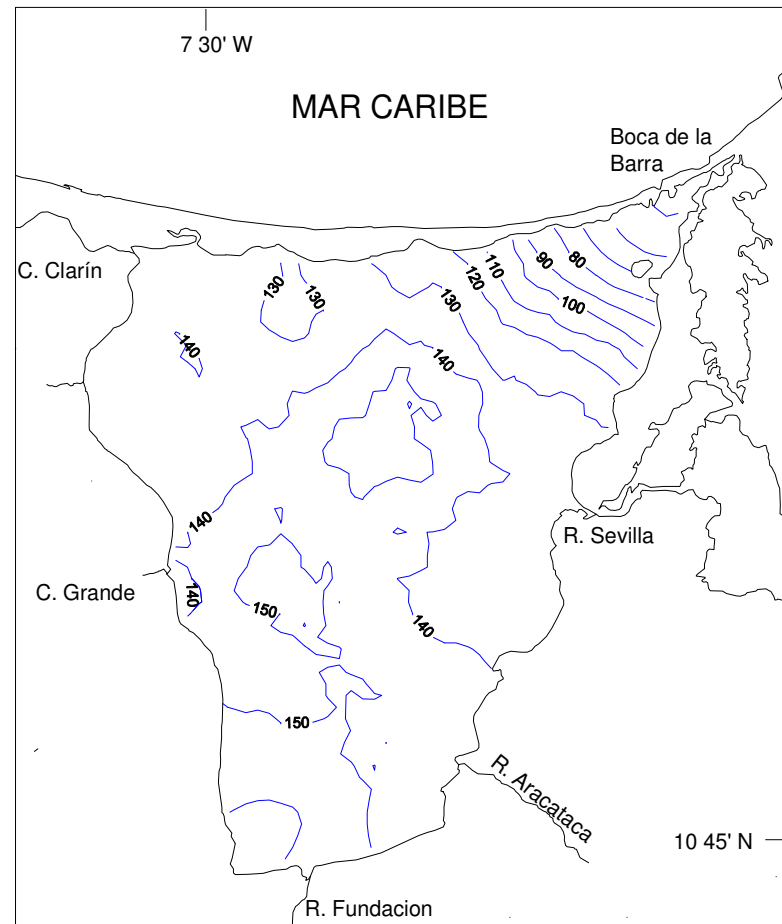 7 30' W
MAR CARIBE
Boca de la
Barra
C. Clarín
130
130
120
110
90
80
100
130
140
140
140
R. Sevilla
C. Grande
140
150
140
150
R. Aracataca
10 45' N
R. Fundacion